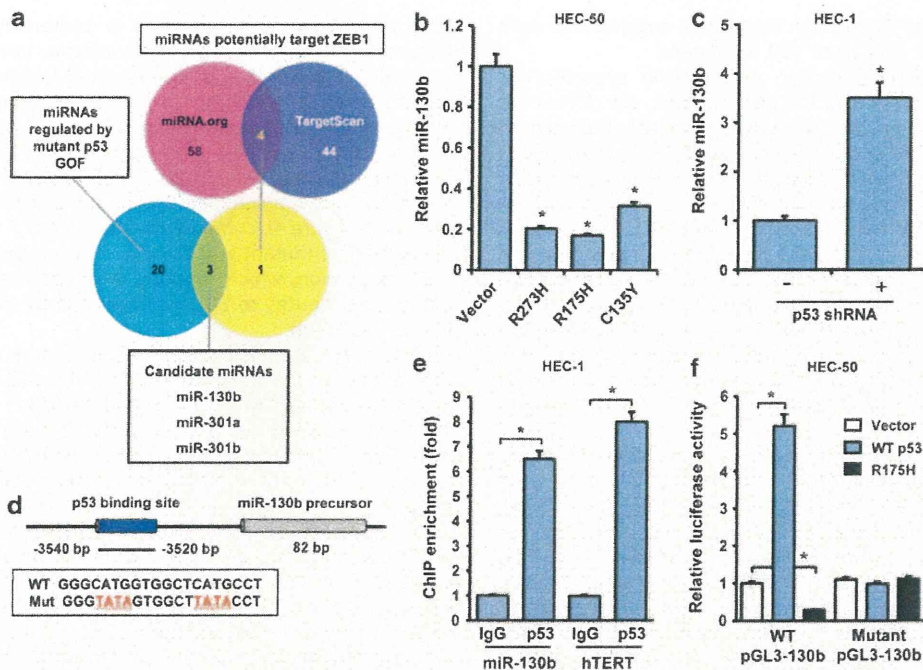 a
miRNAs potentially target ZEB1
miRNA.org
58
4
TargetScan
44
miRNAs
regulated by
mutant p53
GOF
20
3
1
Candidate miRNAs
miR-130b
miR-301a
miR-301b
b
HEC-50
Relative miR-130b
1.2
1
0.8
0.6
0.4
0.2
0
* * *
Vector
R273H
R175H
C135Y
c
HEC-1
Relative miR-130b
5
4
3
2
1
0
*
- +
p53 shRNA
d
p53 binding site
miR-130b precursor
-3540 bp
-3520 bp
82 bp
WT GGGCATGGTGGCTCATGCCT
Mut GGGTATAGTGGCTTATACCT
e
HEC-1
ChIP enrichment (fold)
9
8
7
6
5
4
3
2
1
0
* *
IgG p53 IgG p53
miR-130b hTERT
f
HEC-50
Relative luciferase activity
6
5
4
3
2
1
0
*
*
Vector
WT p53
R175H
WT
pGL3-130b
Mutant
pGL3-130b